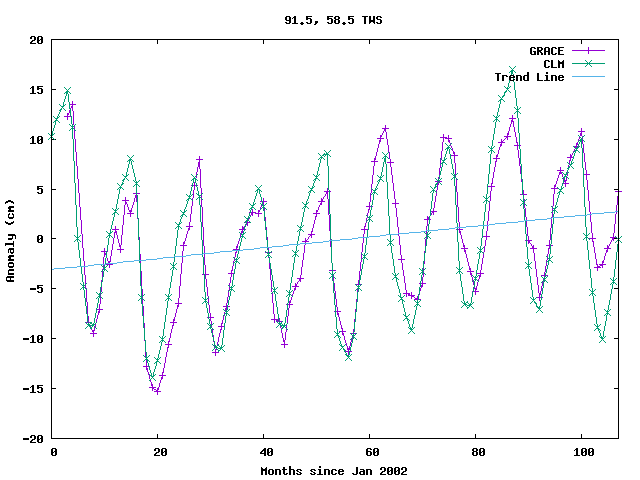 91.5, 58.5 TWS
GRACE
CLM
Trend Line
20
15
10
5
0
-5
-10
-15
-20
Anomaly (cm)
0 20 40 60 80 100
Months since Jan 2002